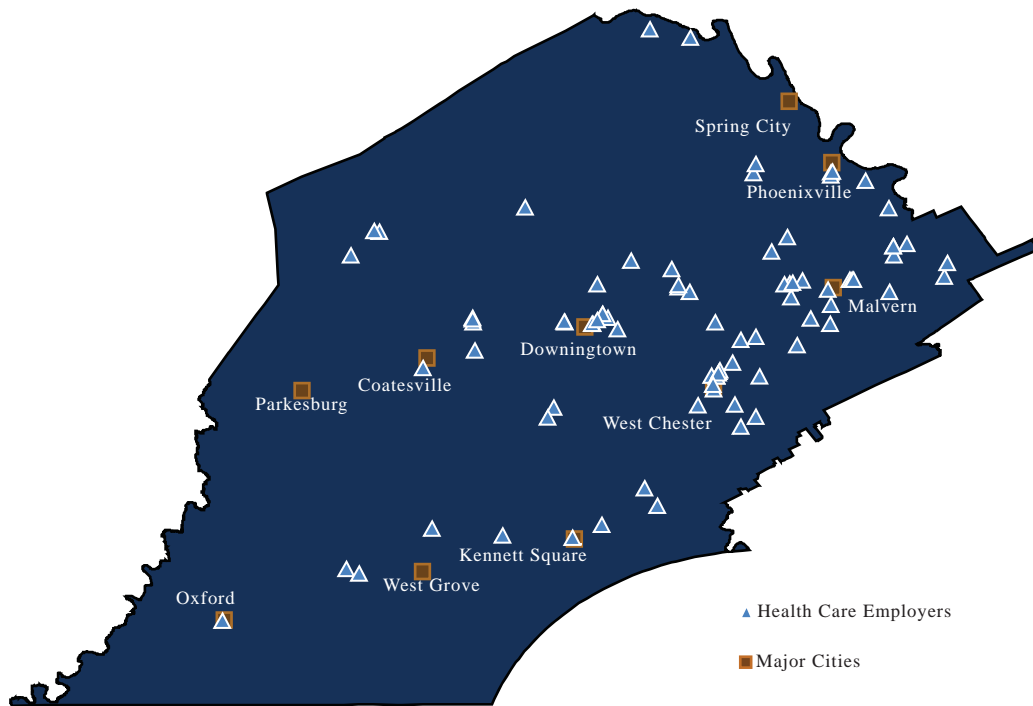 Spring City
Phoenixville
Malvern
Downingtown
Coatesville
Parkesburg
West Chester
Kennett Square
West Grove
Oxford
Health Care Employers
Major Cities